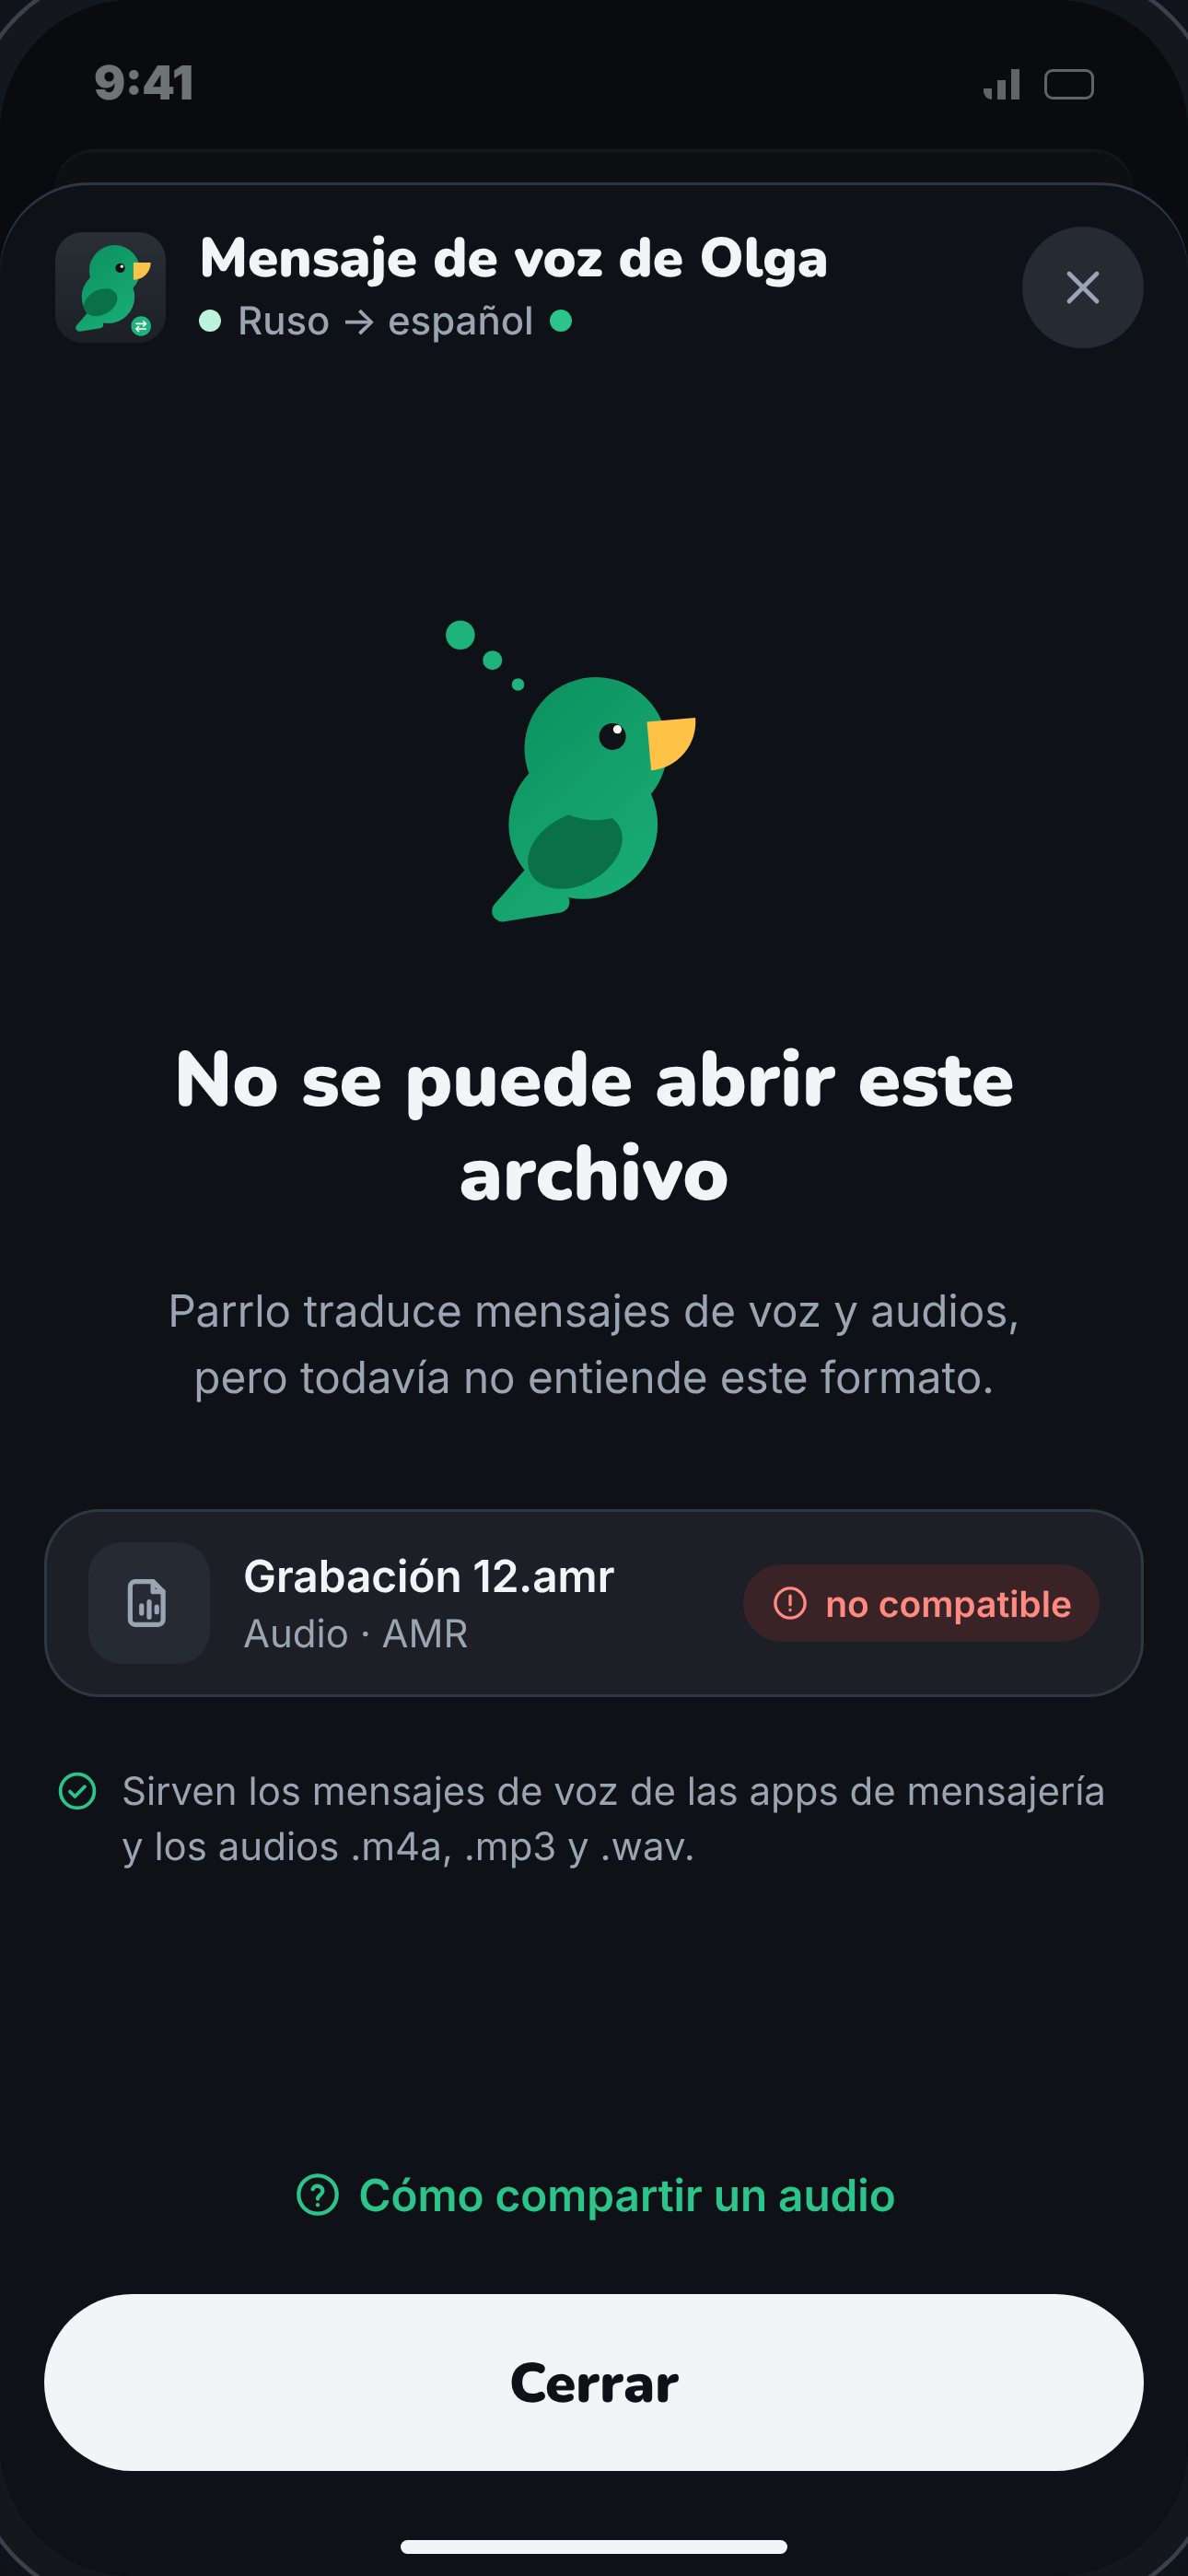 9:41
Mensaje de voz de Olga
Ruso → español
No se puede abrir este
archivo
Parrlo traduce mensajes de voz y audios,
pero todavía no entiende este formato.
Grabación 12.amr
Audio · AMR
no compatible
Sirven los mensajes de voz de las apps de mensajería
y los audios .m4a, .mp3 y .wav.
Cómo compartir un audio
Cerrar